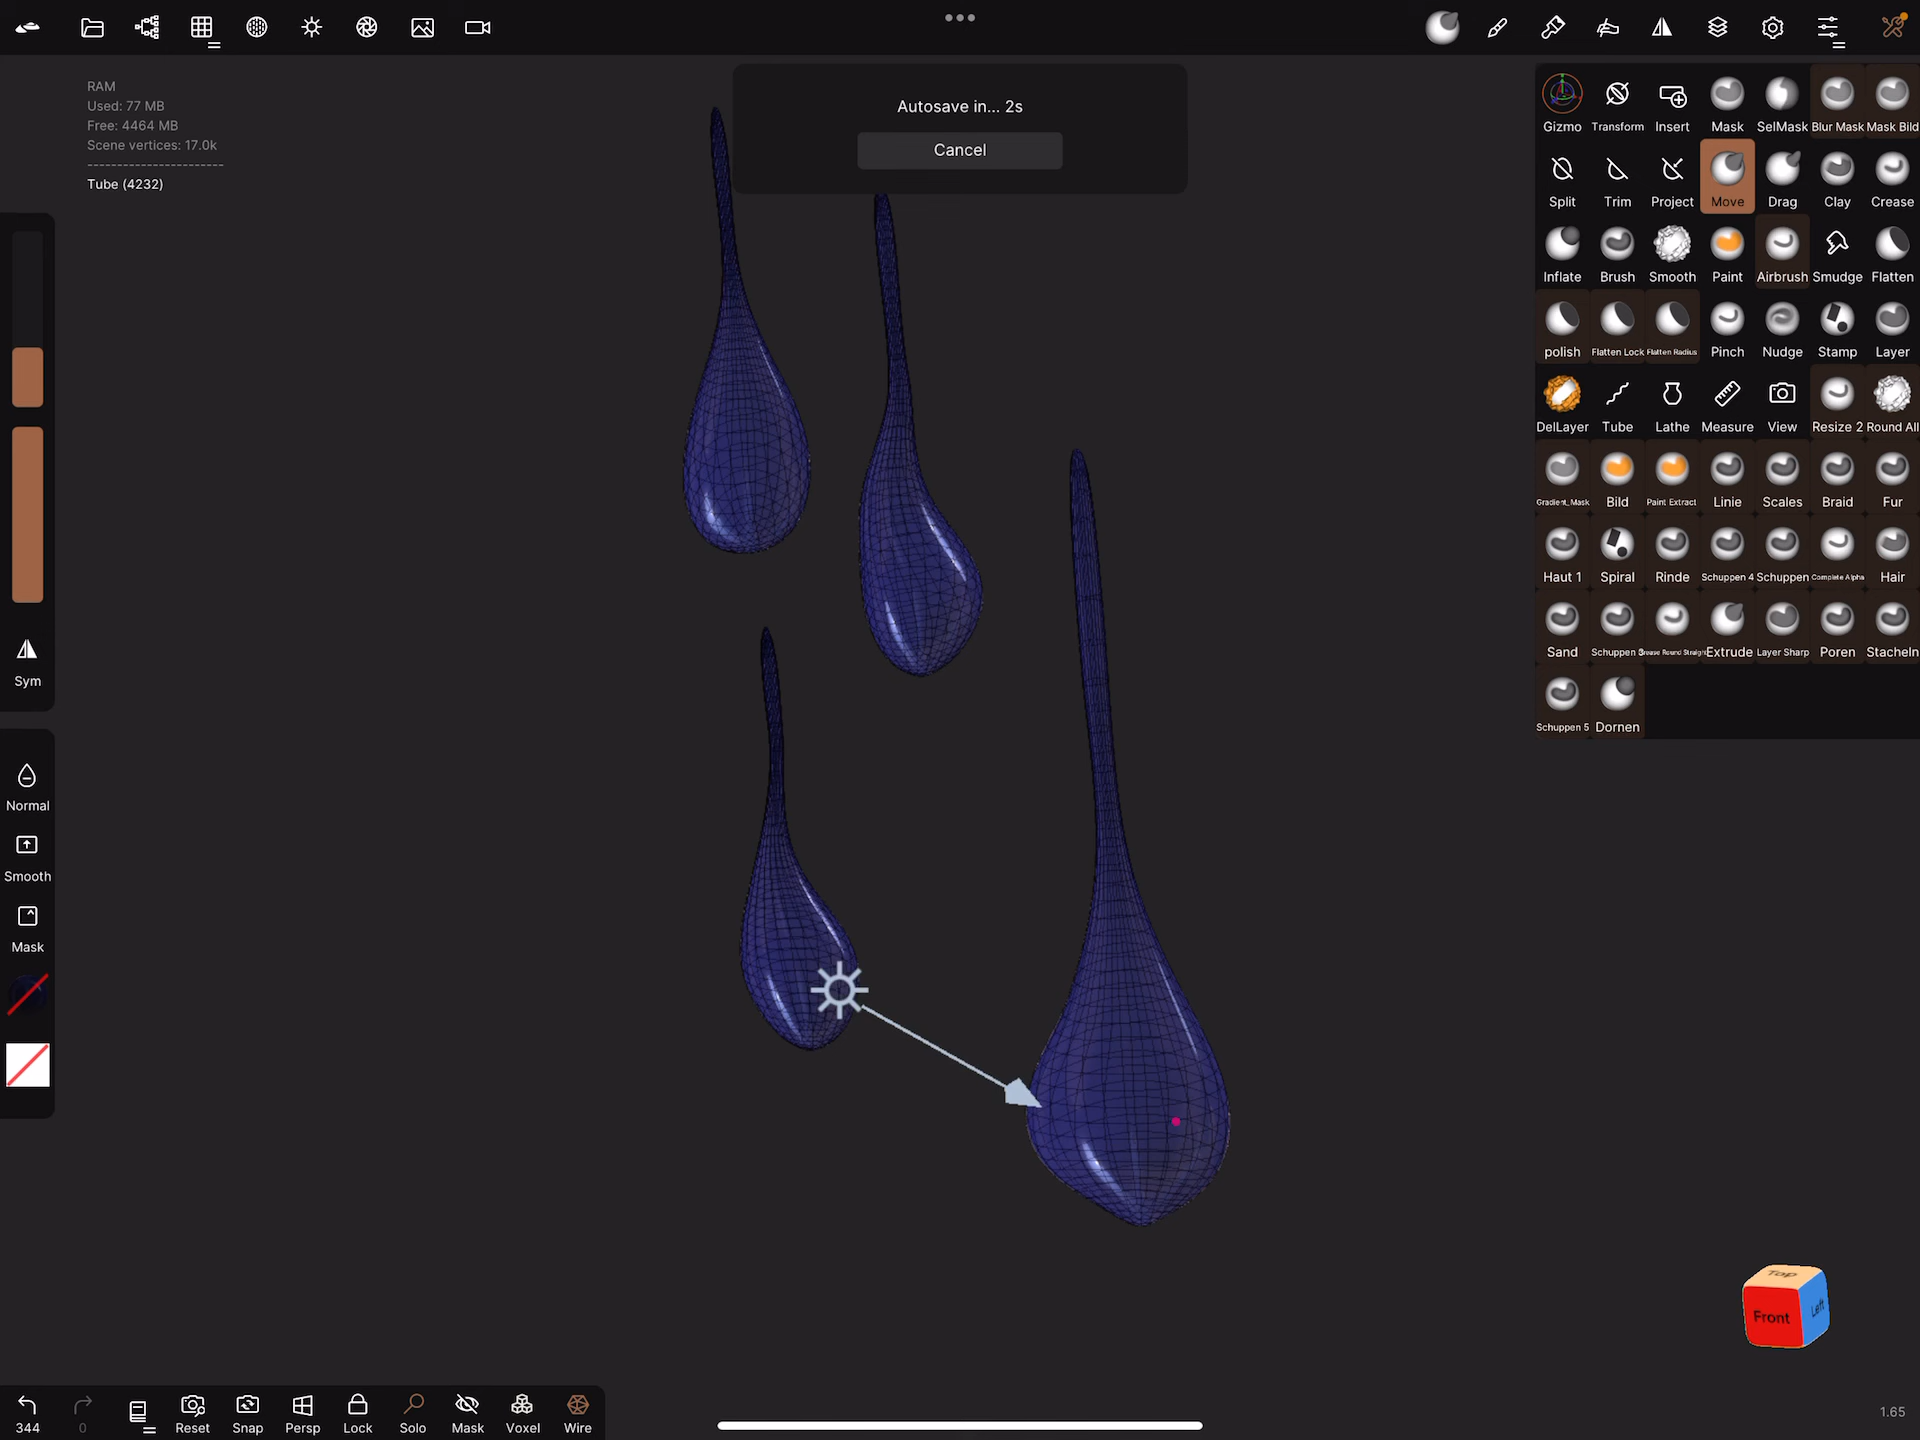 RAM
Used: 77 MB
Free: 4464 MB
Scene vertices: 17.0k
-----------------------
Tube (4232)
Autosave in... 2s
Cancel
Gizmo Transform Insert Mask SelMask Blur Mask Mask Bild
Split Trim Project Move Drag Clay Crease
Inflate Brush Smooth Paint Airbrush Smudge Flatten
polish Flatten Lock Flatten Radius Pinch Nudge Stamp Layer
DelLayer Tube Lathe Measure View Resize 2 Round All
Gradient_Mask Bild Paint Extract Linie Scales Braid Fur
Haut 1 Spiral Rinde Schuppen 4 Schuppen Complete Alpha Hair
Sand Schuppen Round Extrude Layer Sharp Poren Stacheln
Schuppen 5 Dornen
Sym
Normal
Smooth
Mask
Top
Front Left
344 0 Reset Snap Persp Lock Solo Mask Voxel Wire
1.65